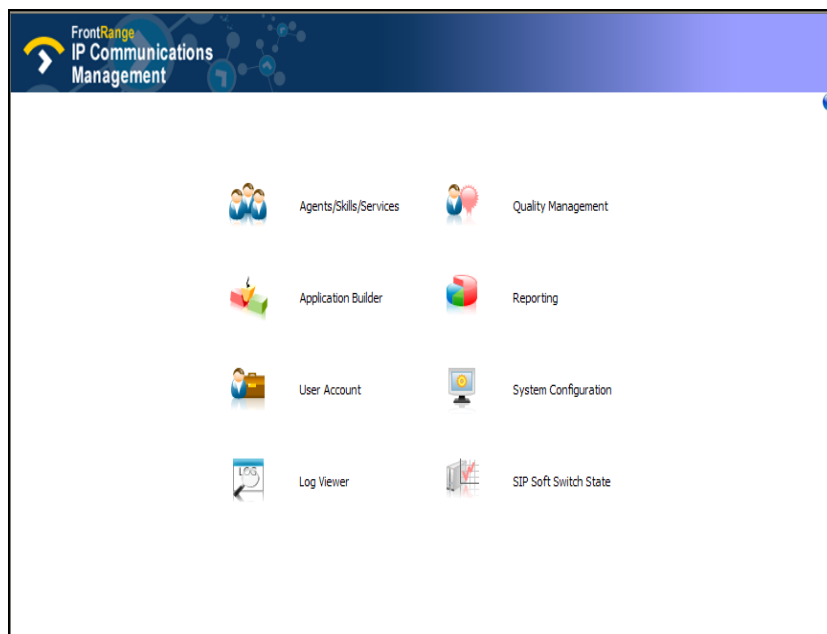 FrontRange
IP Communications
Management
Agents/Skills/Services
Quality Management
Application Builder
Reporting
User Account
System Configuration
LOG
Log Viewer
SIP Soft Switch State